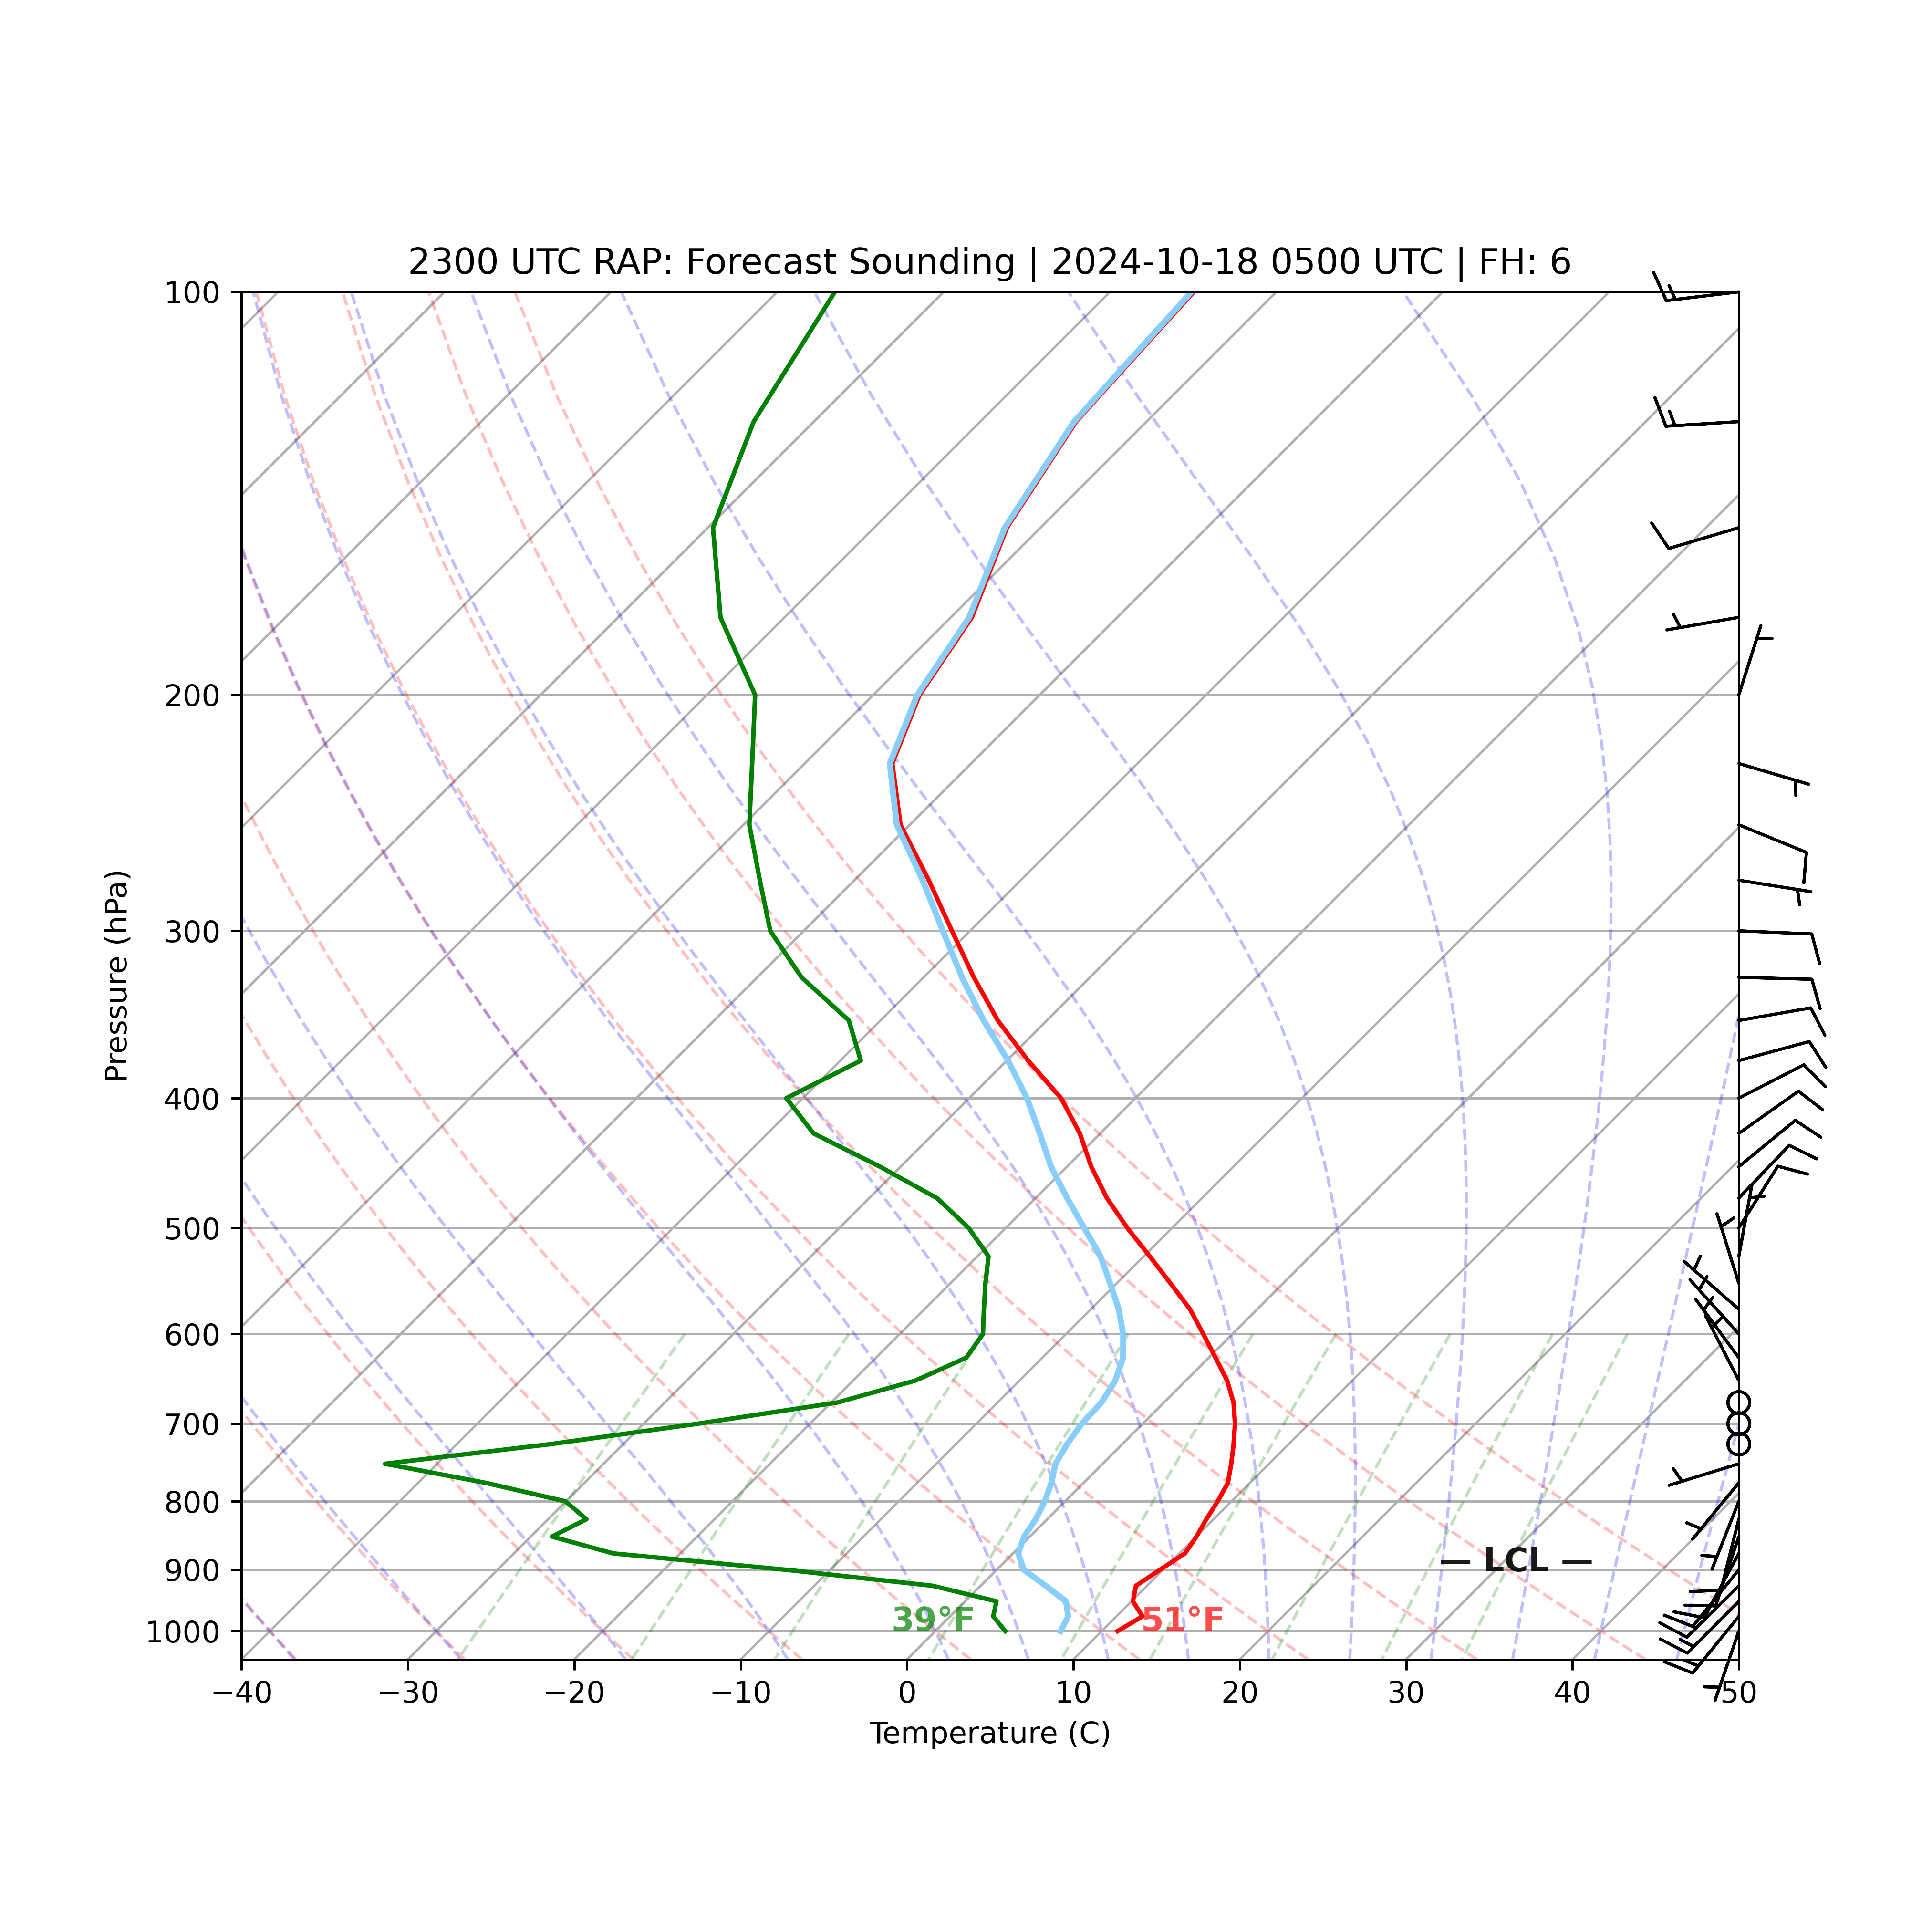 2300 UTC RAP: Forecast Sounding | 2024-10-18 0500 UTC | FH: 6
100
200
300
400
500
600
700
800
900
1000
Pressure (hPa)
— LCL —
39°F
51°F
−40 −30 −20 −10 0 10 20 30 40 50
Temperature (C)